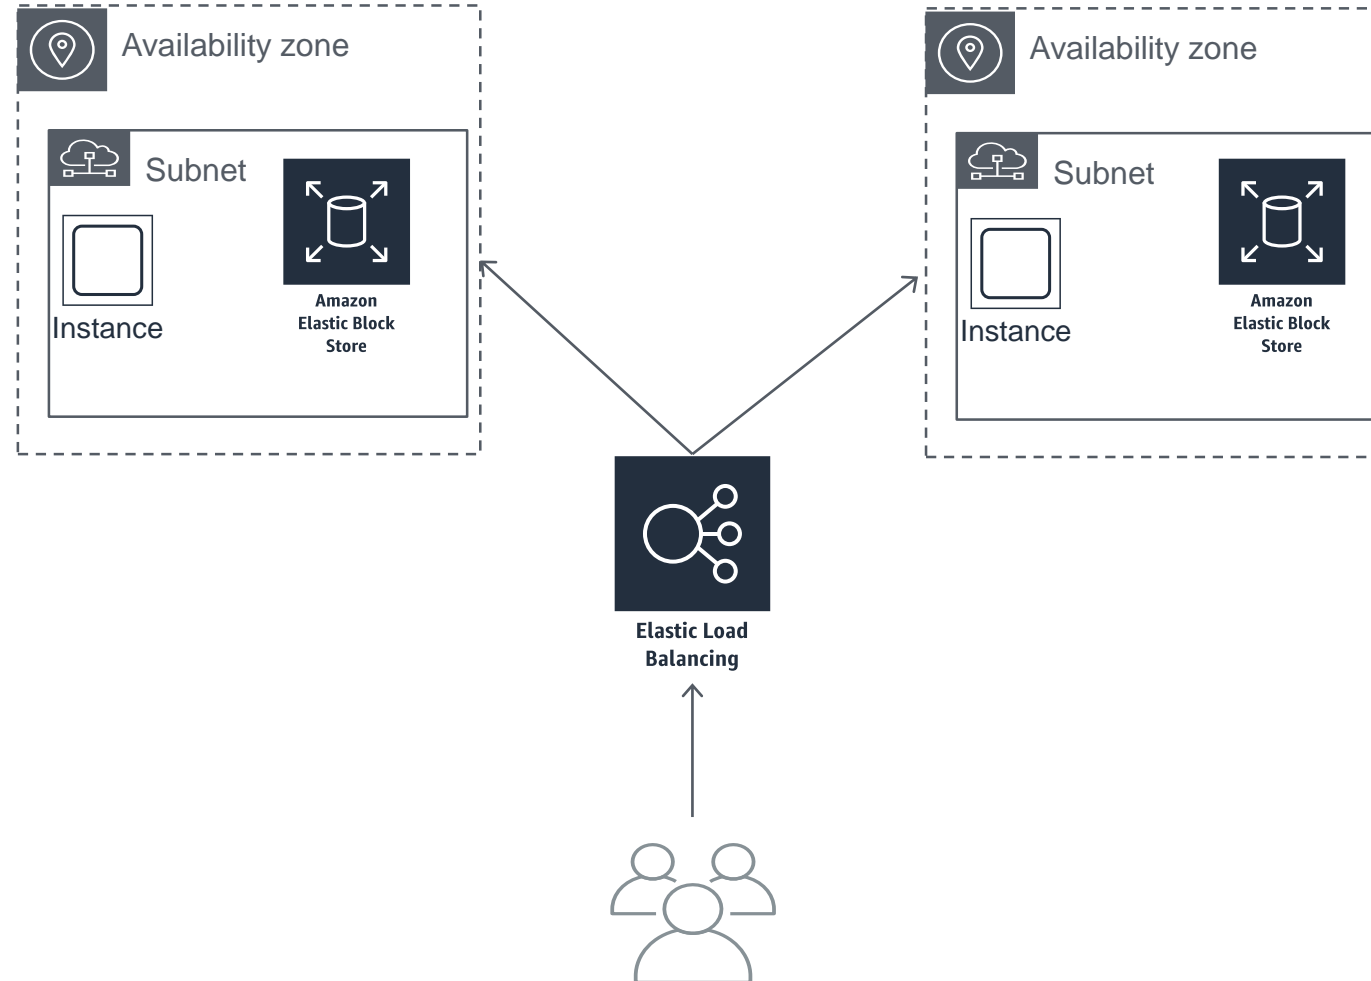 Availability zone
Subnet
Instance
Amazon
Elastic Block
Store
Availability zone
Subnet
Instance
Amazon
Elastic Block
Store
Elastic Load
Balancing